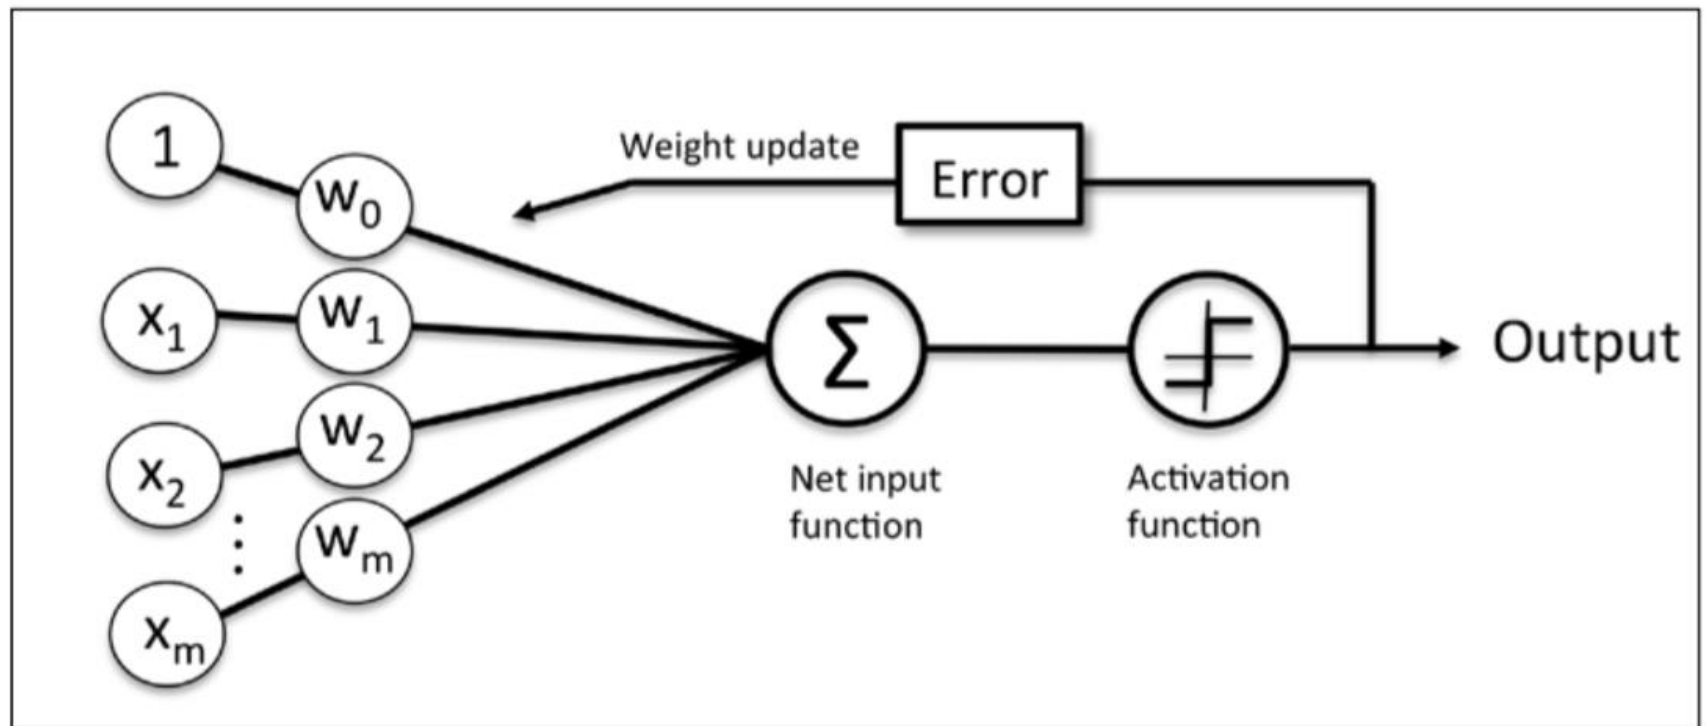 1
w0
Weight update
Error
x1
w1
Σ
Output
x2
w2
⋮
wm
xm
Net input
function
Activation
function